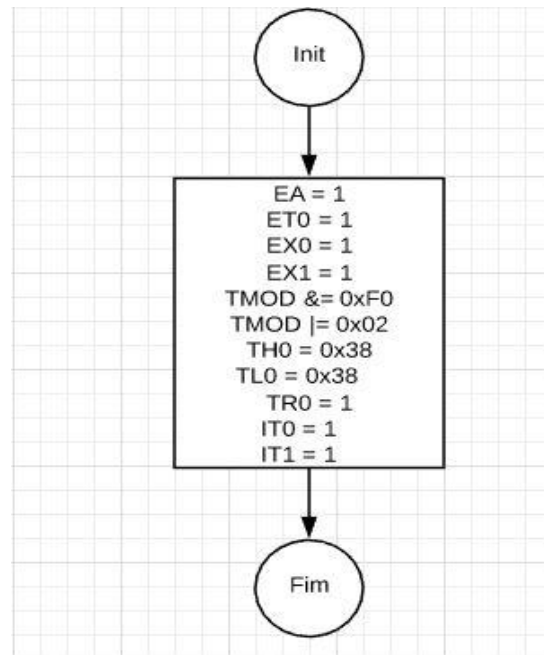 Init
EA = 1
ET0 = 1
EX0 = 1
EX1 = 1
TMOD &= 0xF0
TMOD |= 0x02
TH0 = 0x38
TL0 = 0x38
TR0 = 1
IT0 = 1
IT1 = 1
Fim